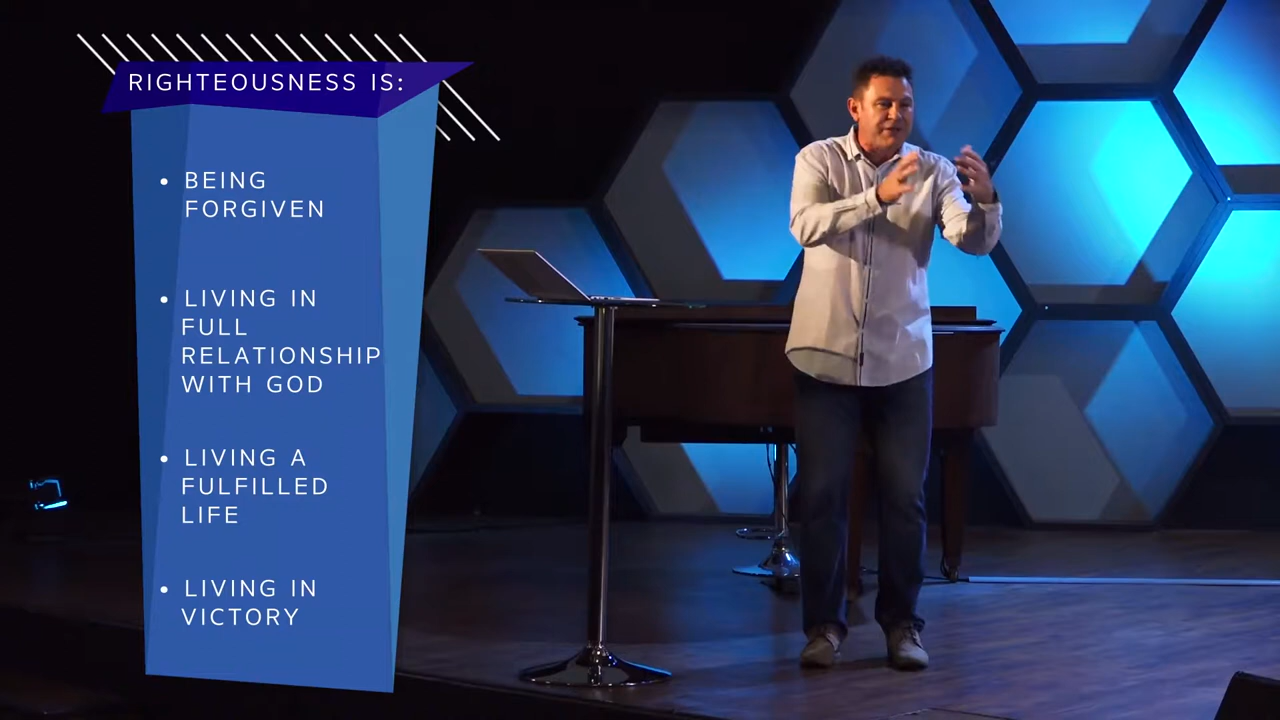 RIGHTEOUSNESS IS:
• BEING
FORGIVEN
• LIVING IN
FULL
RELATIONSHIP
WITH GOD
• LIVING A
FULFILLED
LIFE
• LIVING IN
VICTORY